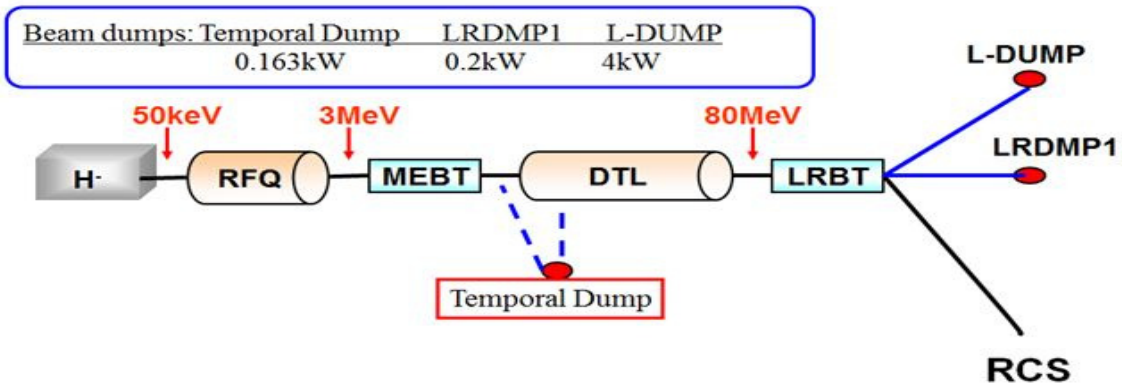 Beam dumps: Temporal Dump LRDMP1 L-DUMP
0.163kW 0.2kW 4kW
L-DUMP
50keV 3MeV 80MeV
LRDMP1
H- RFQ MEBT DTL LRBT
Temporal Dump
RCS